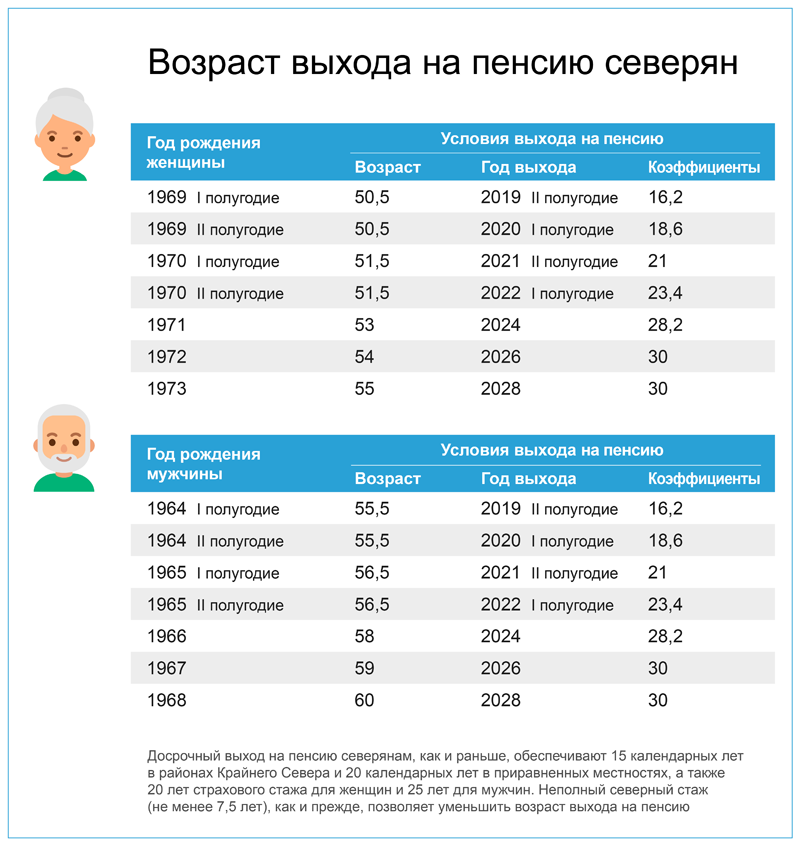 Возраст выхода на пенсию северян
Год рождения женщины Условия выхода на пенсию
Возраст Год выхода Коэффициенты
1969 I полугодие 50,5 2019 II полугодие 16,2
1969 II полугодие 50,5 2020 I полугодие 18,6
1970 I полугодие 51,5 2021 II полугодие 21
1970 II полугодие 51,5 2022 I полугодие 23,4
1971 53 2024 28,2
1972 54 2026 30
1973 55 2028 30
Год рождения мужчины Условия выхода на пенсию
Возраст Год выхода Коэффициенты
1964 I полугодие 55,5 2019 II полугодие 16,2
1964 II полугодие 55,5 2020 I полугодие 18,6
1965 I полугодие 56,5 2021 II полугодие 21
1965 II полугодие 56,5 2022 I полугодие 23,4
1966 58 2024 28,2
1967 59 2026 30
1968 60 2028 30
Досрочный выход на пенсию северянам, как и раньше, обеспечивают 15 календарных лет
в районах Крайнего Севера и 20 календарных лет в приравненных местностях, а также
20 лет страхового стажа для женщин и 25 лет для мужчин. Неполный северный стаж
(не менее 7,5 лет), как и прежде, позволяет уменьшить возраст выхода на пенсию